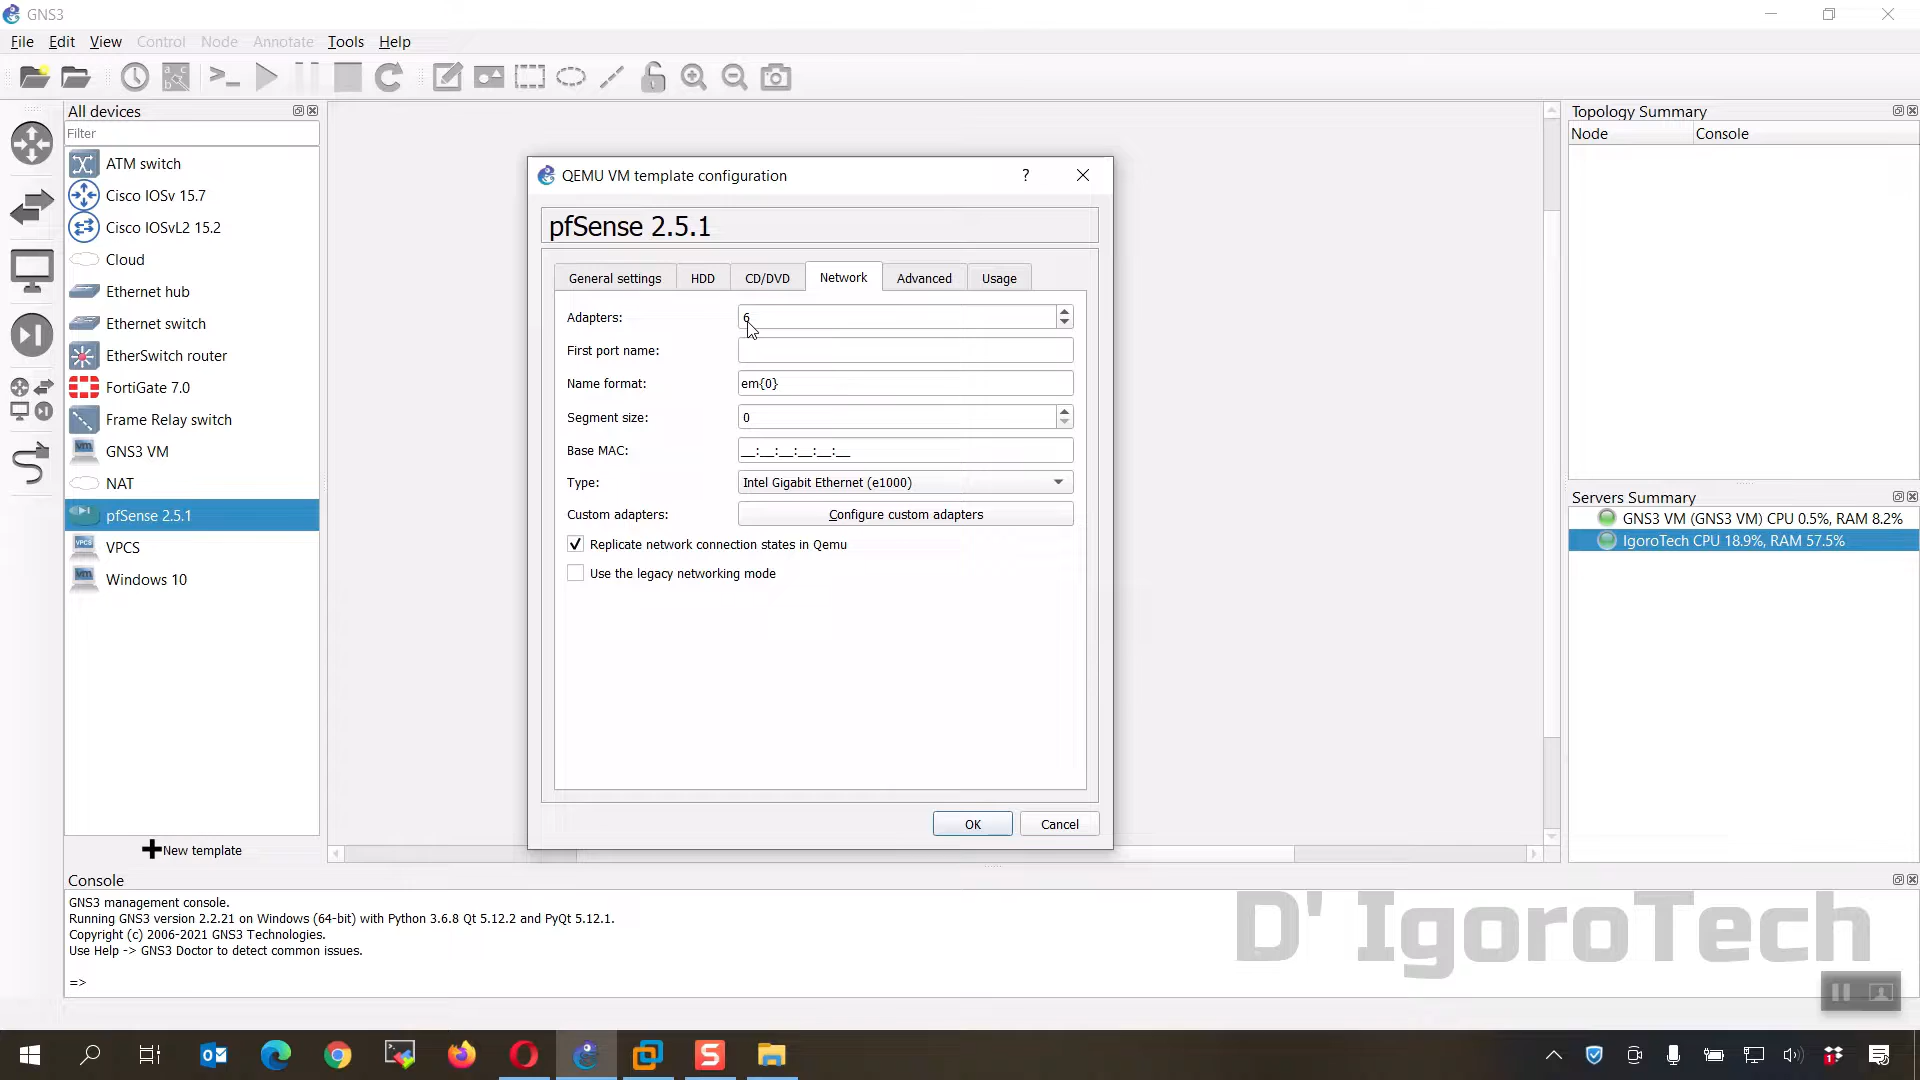 GNS3
File Edit View Control Node Annotate Tools Help
All devices
Filter
ATM switch
Cisco IOSv 15.7
Cisco IOSvL2 15.2
Cloud
Ethernet hub
Ethernet switch
EtherSwitch router
FortiGate 7.0
Frame Relay switch
GNS3 VM
NAT
pfSense 2.5.1
VPCS
Windows 10
New template
QEMU VM template configuration
?
pfSense 2.5.1
General settings HDD CD/DVD Network Advanced Usage
Adapters: 6
First port name:
Name format: em{0}
Segment size: 0
Base MAC: __:__:__:__:__:__
Type: Intel Gigabit Ethernet (e1000)
Custom adapters: Configure custom adapters
Replicate network connection states in Qemu
Use the legacy networking mode
OK Cancel
Topology Summary
Node Console
Servers Summary
GNS3 VM (GNS3 VM) CPU 0.5%, RAM 8.2%
IgoroTech CPU 18.9%, RAM 57.5%
Console
GNS3 management console.
Running GNS3 version 2.2.21 on Windows (64-bit) with Python 3.6.8 Qt 5.12.2 and PyQt 5.12.1.
Copyright (c) 2006-2021 GNS3 Technologies.
Use Help -> GNS3 Doctor to detect common issues.
=>
D' IgoroTech